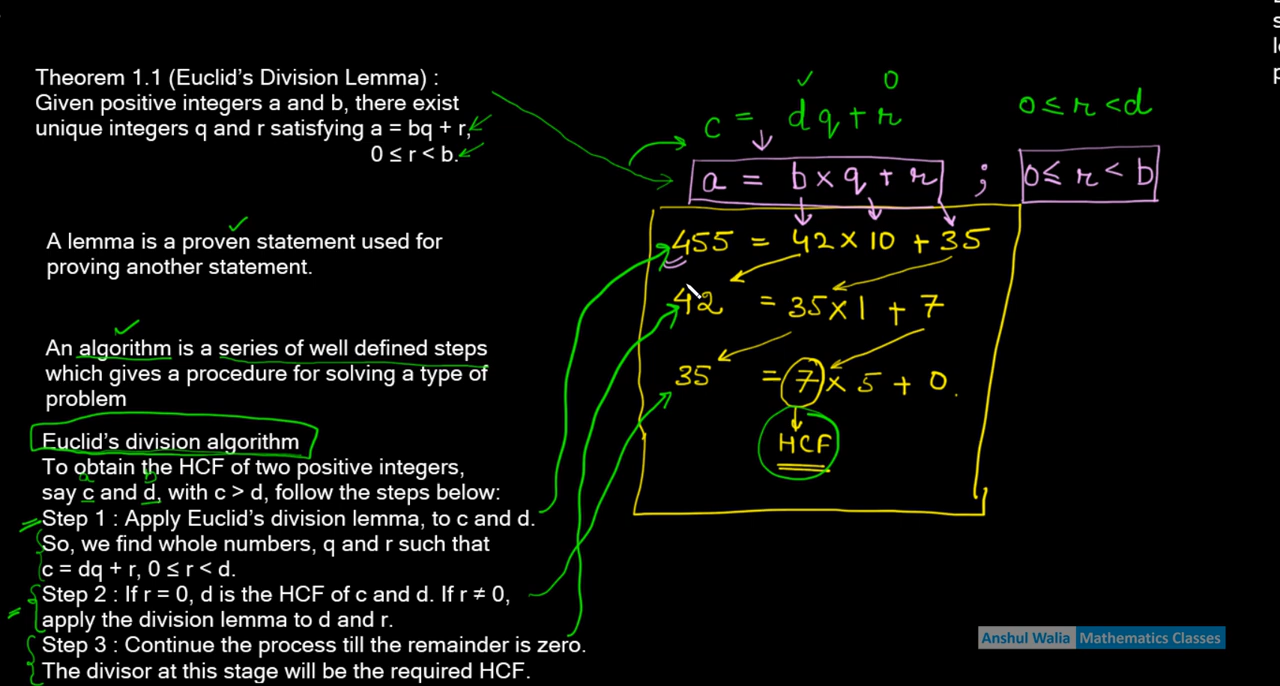 Theorem 1.1 (Euclid's Division Lemma) :
Given positive integers a and b, there exist
unique integers q and r satisfying a = bq + r,
0 ≤ r < b.
A lemma is a proven statement used for
proving another statement.
An algorithm is a series of well defined steps
which gives a procedure for solving a type of
problem
Euclid's division algorithm
To obtain the HCF of two positive integers,
a b
say c and d, with c > d, follow the steps below:
Step 1 : Apply Euclid's division lemma, to c and d.
So, we find whole numbers, q and r such that
c = dq + r, 0 ≤ r < d.
Step 2 : If r = 0, d is the HCF of c and d. If r ≠ 0,
apply the division lemma to d and r.
Step 3 : Continue the process till the remainder is zero.
The divisor at this stage will be the required HCF.
0
c = dq + r 0 ≤ r < d
a = b × q + r ; 0 ≤ r < b
455 = 42 × 10 + 35
42 = 35 × 1 + 7
35 = 7 × 5 + 0.
HCF
Anshul Walia Mathematics Classes